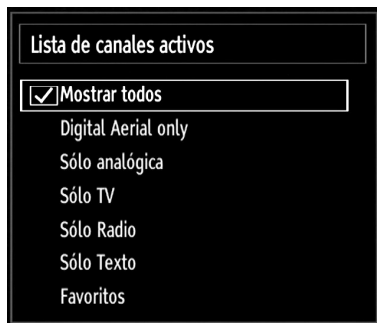 Lista de canales activos
Mostrar todos
Digital Aerial only
Sólo analógica
Sólo TV
Sólo Radio
Sólo Texto
Favoritos